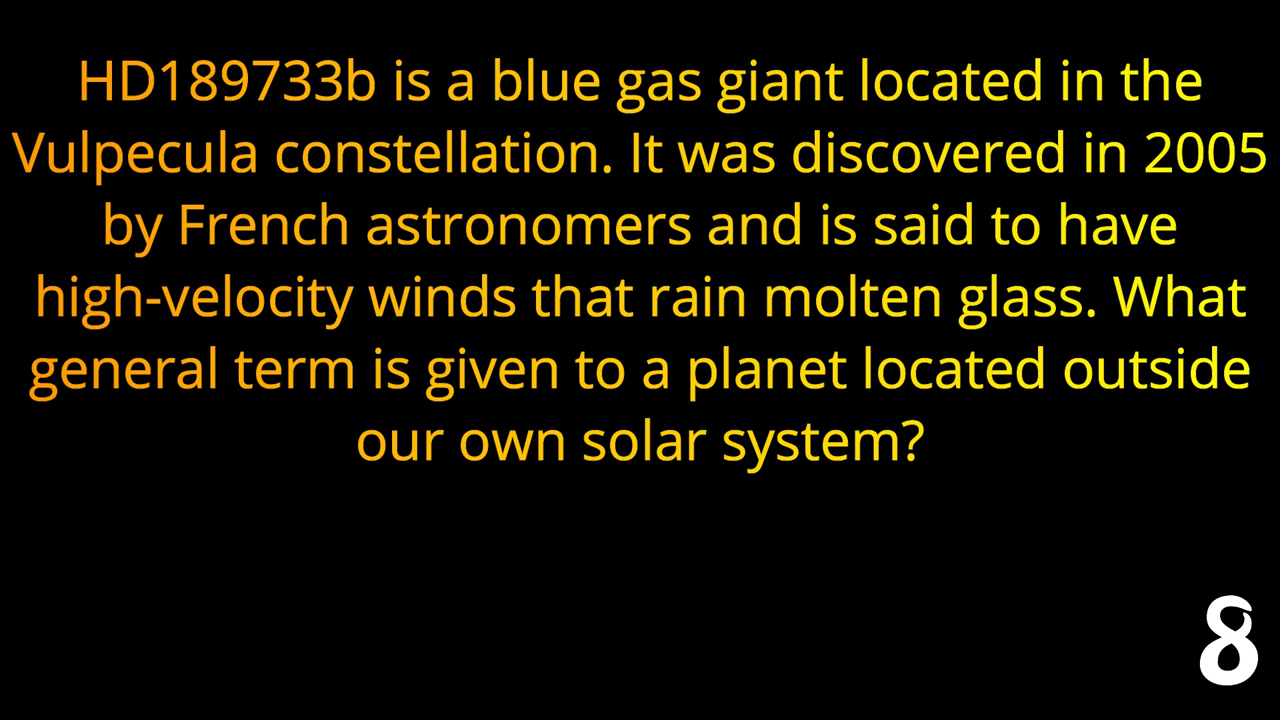 HD189733b is a blue gas giant located in the
Vulpecula constellation. It was discovered in 2005
by French astronomers and is said to have
high-velocity winds that rain molten glass. What
general term is given to a planet located outside
our own solar system?
8